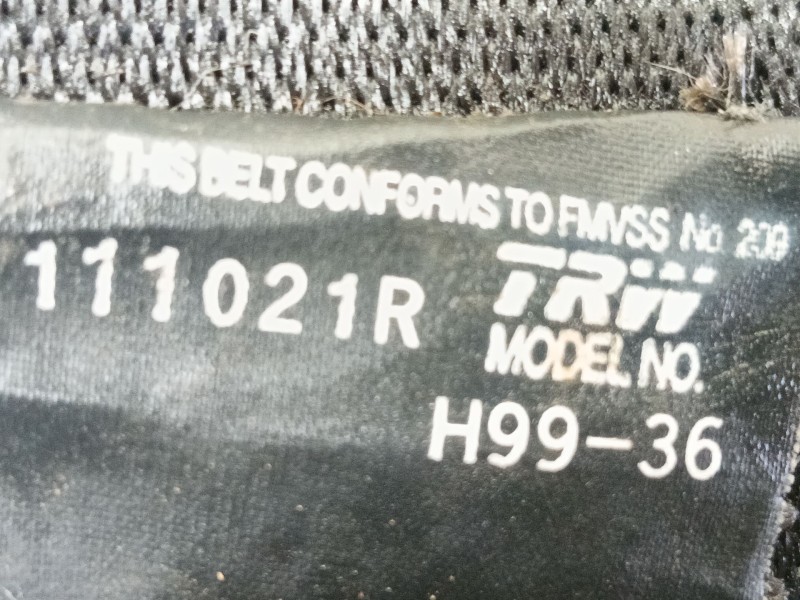 THIS BELT CONFORMS TO FMVSS No. 209
111021R
TRW
MODEL NO.
H99-36